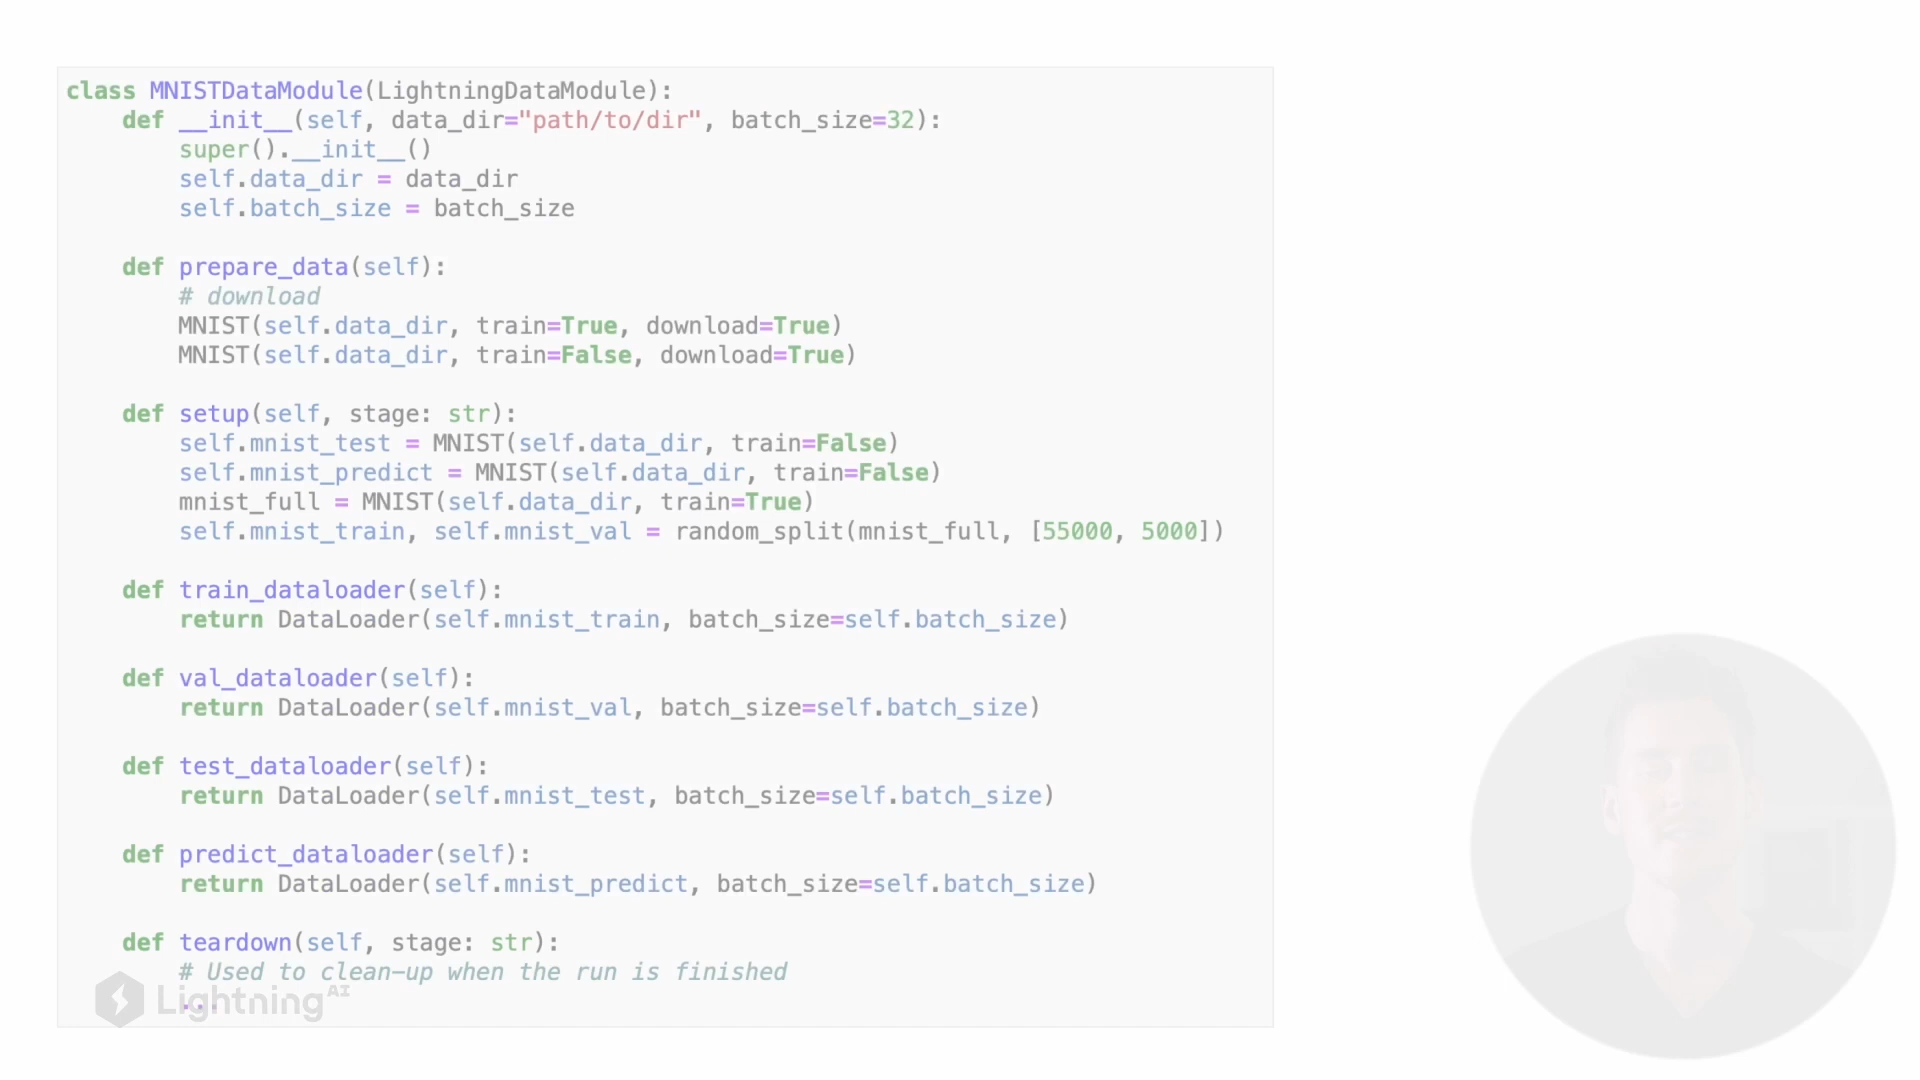 class MNISTDataModule(LightningDataModule):
    def __init__(self, data_dir="path/to/dir", batch_size=32):
        super().__init__()
        self.data_dir = data_dir
        self.batch_size = batch_size

    def prepare_data(self):
        # download
        MNIST(self.data_dir, train=True, download=True)
        MNIST(self.data_dir, train=False, download=True)

    def setup(self, stage: str):
        self.mnist_test = MNIST(self.data_dir, train=False)
        self.mnist_predict = MNIST(self.data_dir, train=False)
        mnist_full = MNIST(self.data_dir, train=True)
        self.mnist_train, self.mnist_val = random_split(mnist_full, [55000, 5000])

    def train_dataloader(self):
        return DataLoader(self.mnist_train, batch_size=self.batch_size)

    def val_dataloader(self):
        return DataLoader(self.mnist_val, batch_size=self.batch_size)

    def test_dataloader(self):
        return DataLoader(self.mnist_test, batch_size=self.batch_size)

    def predict_dataloader(self):
        return DataLoader(self.mnist_predict, batch_size=self.batch_size)

    def teardown(self, stage: str):
        # Used to clean-up when the run is finished
        ...
Lightning AI